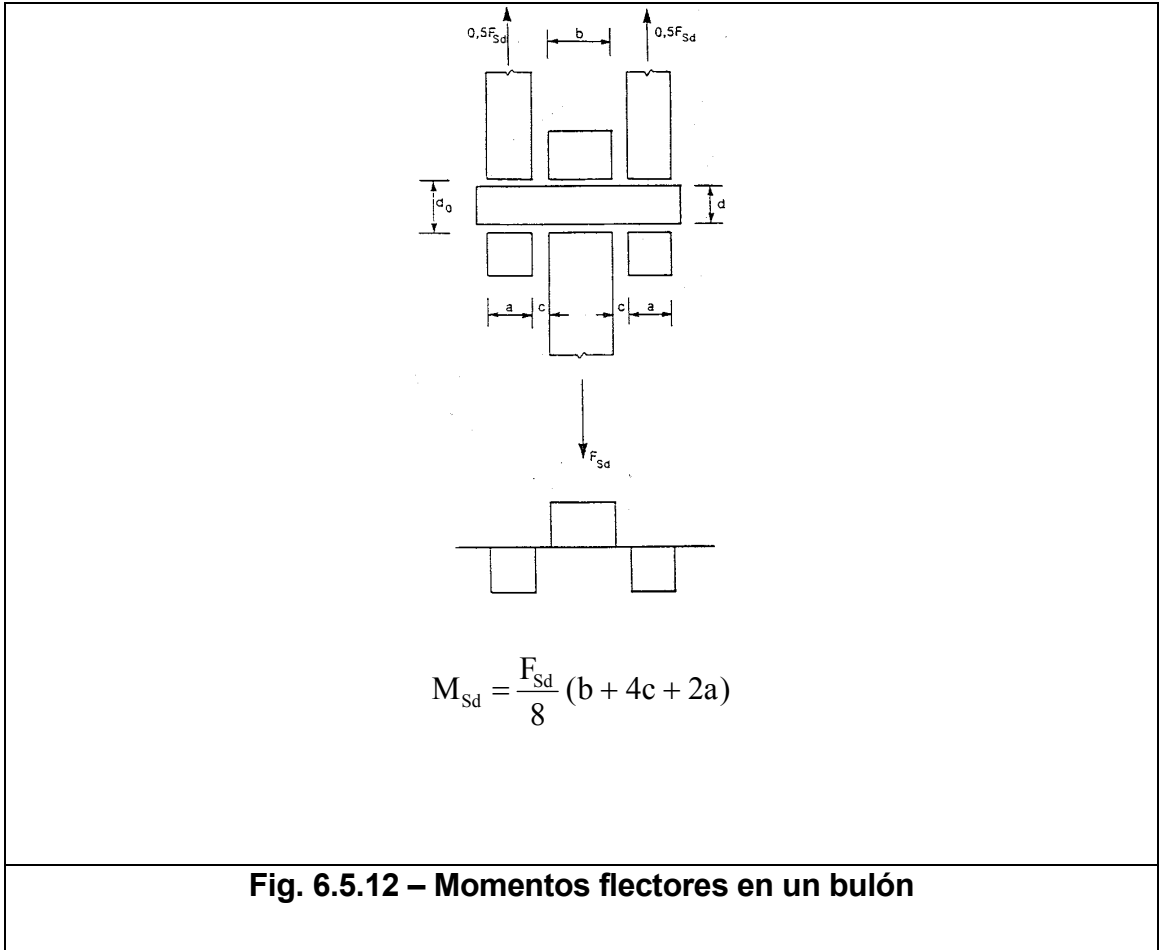 0,5F_Sd b 0,5F_Sd
d_0 d
a c c a
F_Sd
M_Sd = F_Sd/8 (b + 4c + 2a)
Fig. 6.5.12 – Momentos flectores en un bulón